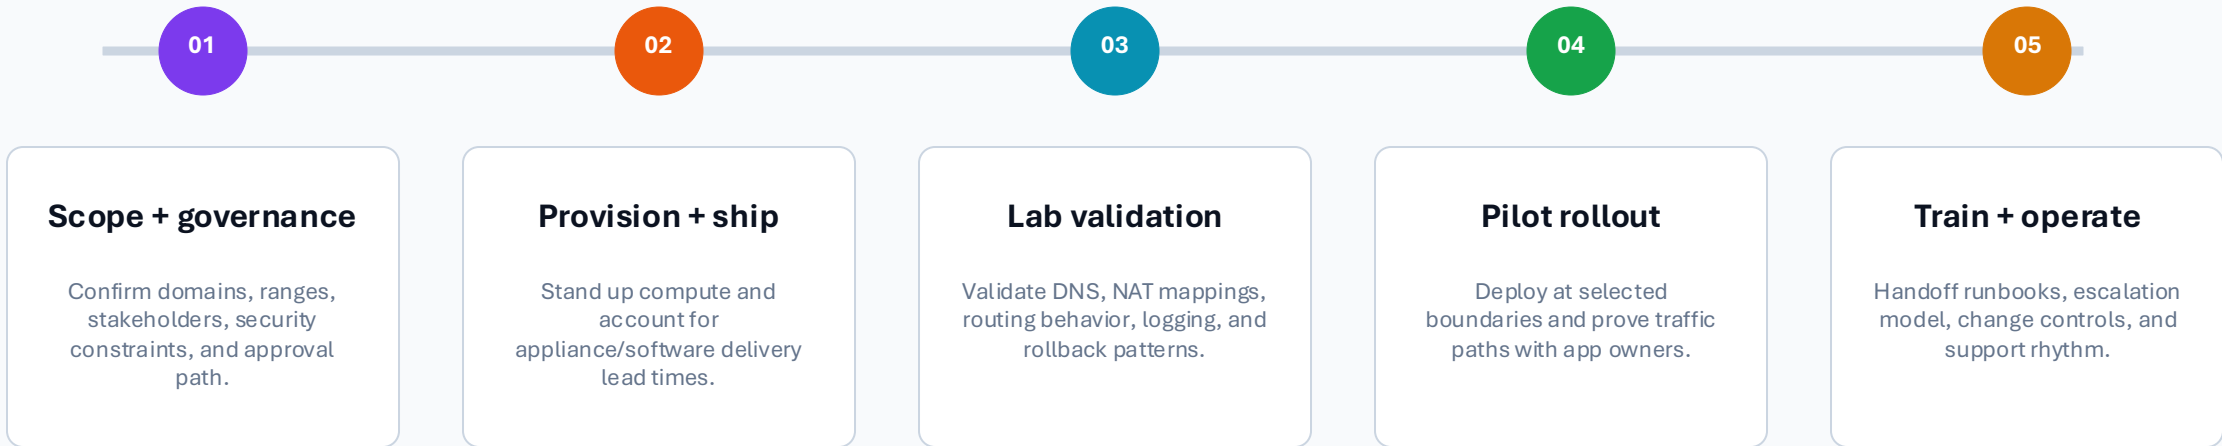 01
02
03
04
05
Scope + governance
Confirm domains, ranges,
stakeholders, security
constraints, and approval
path.
Provision + ship
Stand up compute and
account for
appliance/software delivery
lead times.
Lab validation
Validate DNS, NAT mappings,
routing behavior, logging, and
rollback patterns.
Pilot rollout
Deploy at selected
boundaries and prove traffic
paths with app owners.
Train + operate
Handoff runbooks, escalation
model, change controls, and
support rhythm.